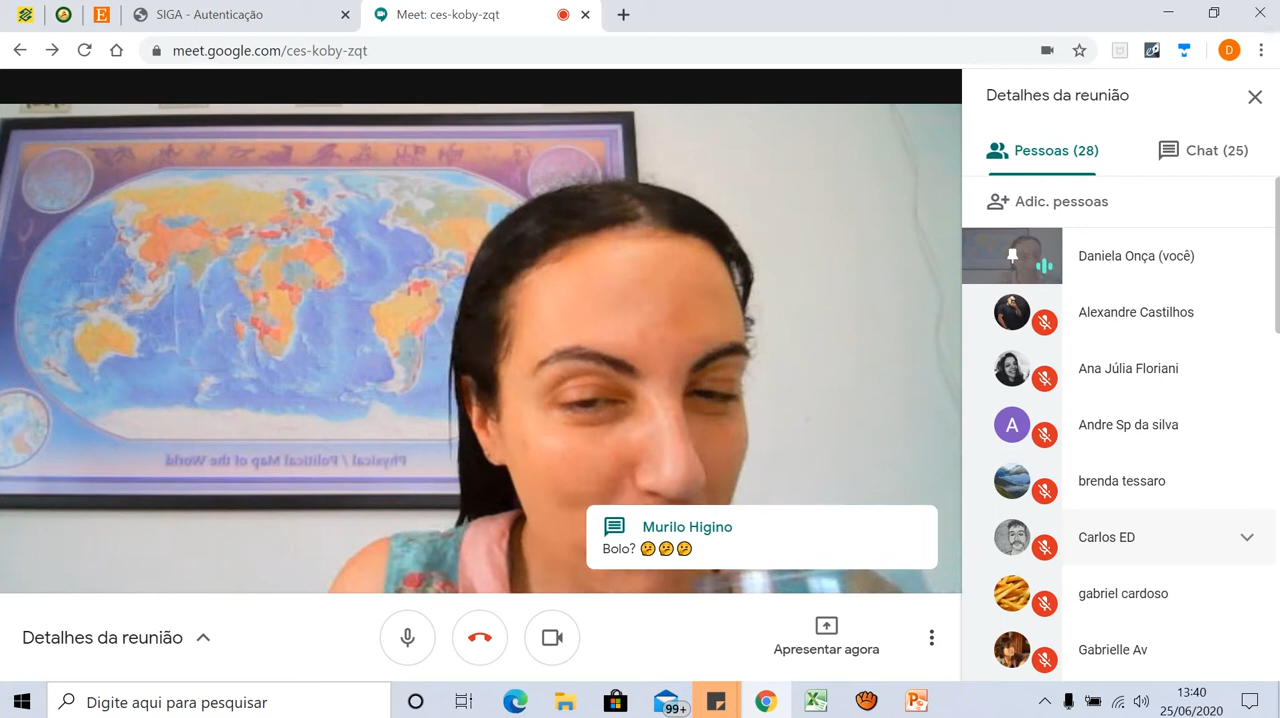 SIGA - Autenticação
Meet: ces-koby-zqt
meet.google.com/ces-koby-zqt
D
Detalhes da reunião
Pessoas (28)
Chat (25)
Adic. pessoas
Daniela Onça (você)
Alexandre Castilhos
Ana Júlia Floriani
A
Andre Sp da silva
brenda tessaro
Carlos ED
gabriel cardoso
Gabrielle Av
Physical / Political Map of the World
Murilo Higino
Bolo? 🤔🤔🤔
Detalhes da reunião
Apresentar agora
Digite aqui para pesquisar
99+
13:40
25/06/2020